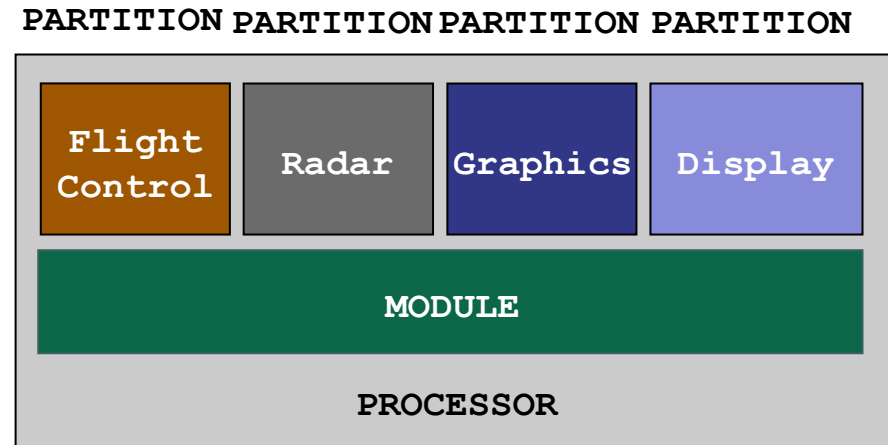 PARTITION PARTITION PARTITION PARTITION
Flight
Control
Radar
Graphics
Display
MODULE
PROCESSOR